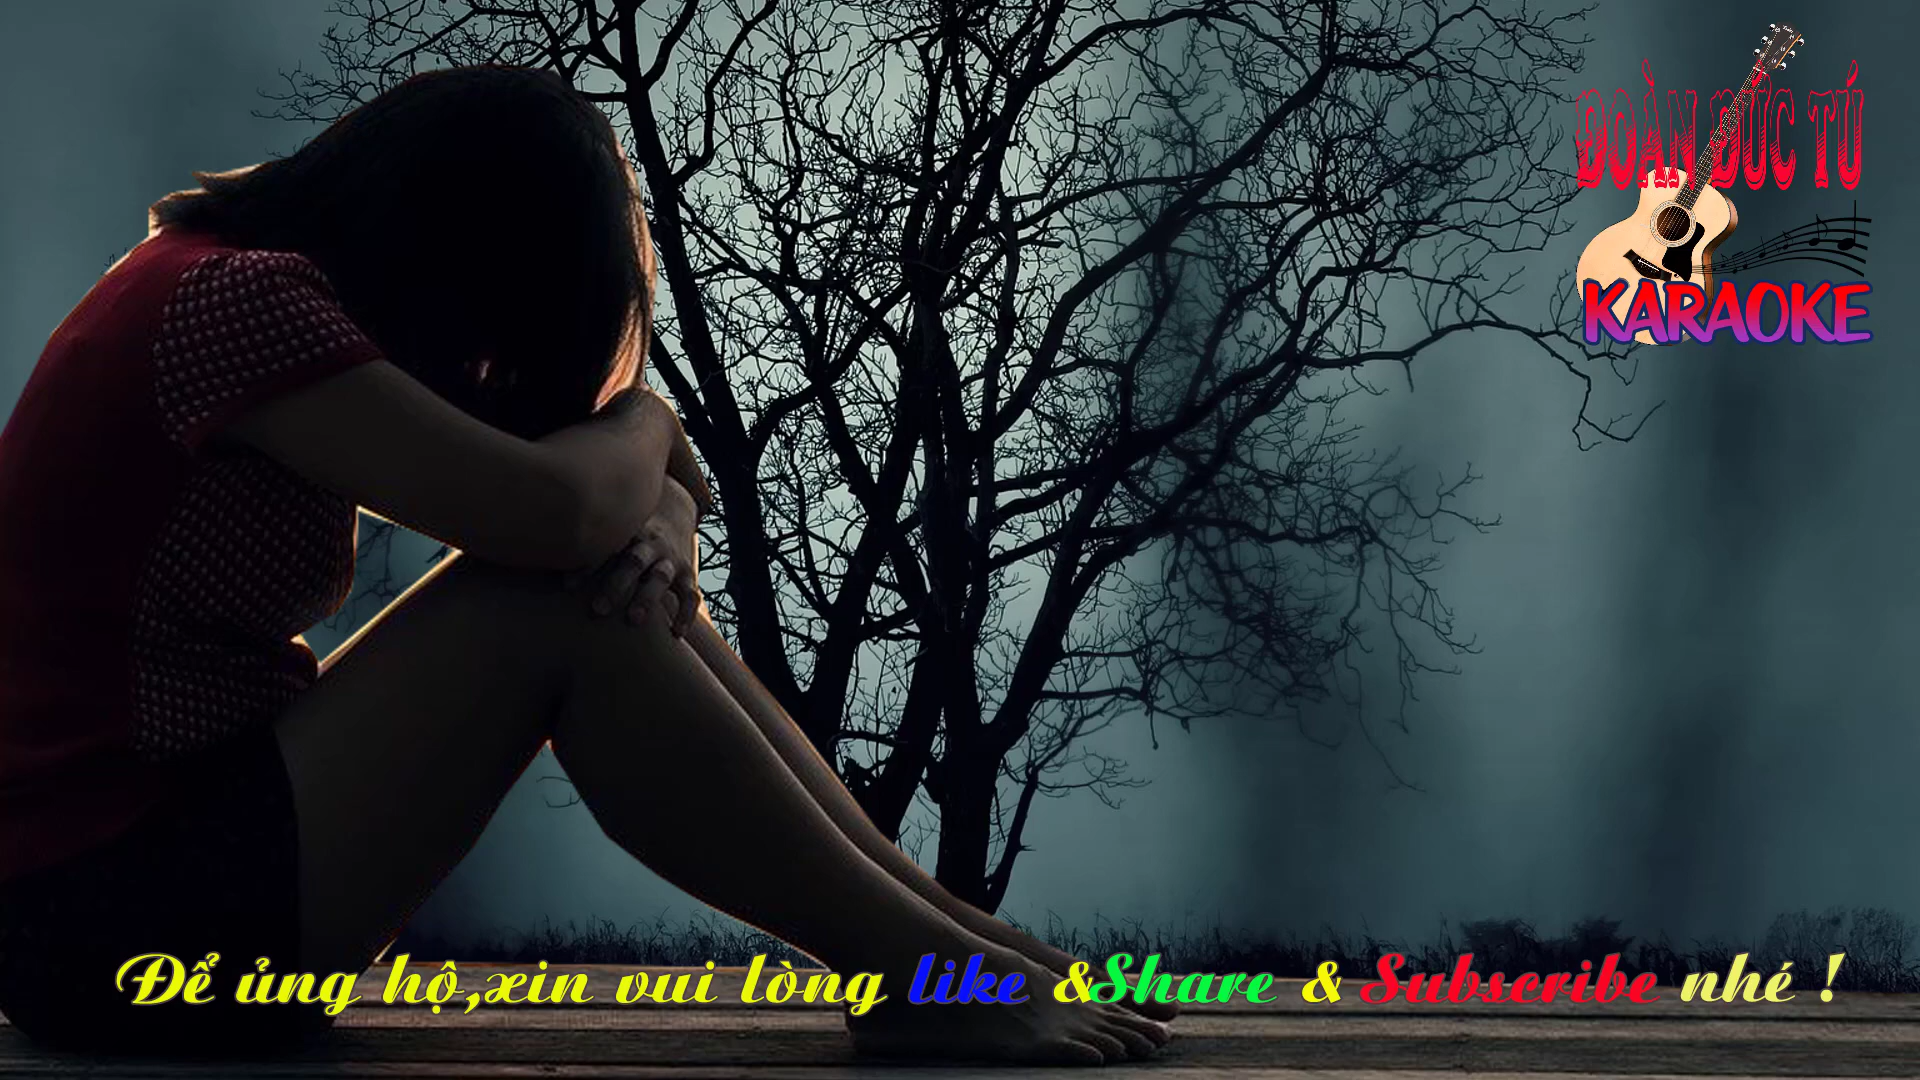 ĐOÀN ĐỨC TÚ
KARAOKE
Để ủng hộ,xin vui lòng like &Share & Subscribe nhé !